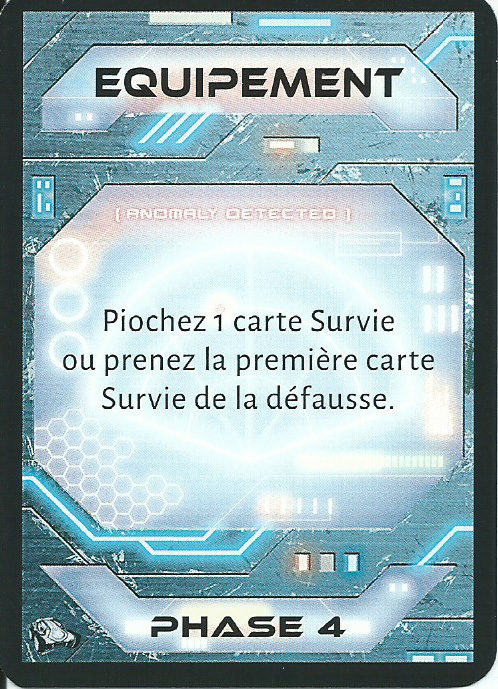 EQUIPEMENT
[ ANOMALY DETECTED ]
Piochez 1 carte Survie
ou prenez la première carte
Survie de la défausse.
PHASE 4